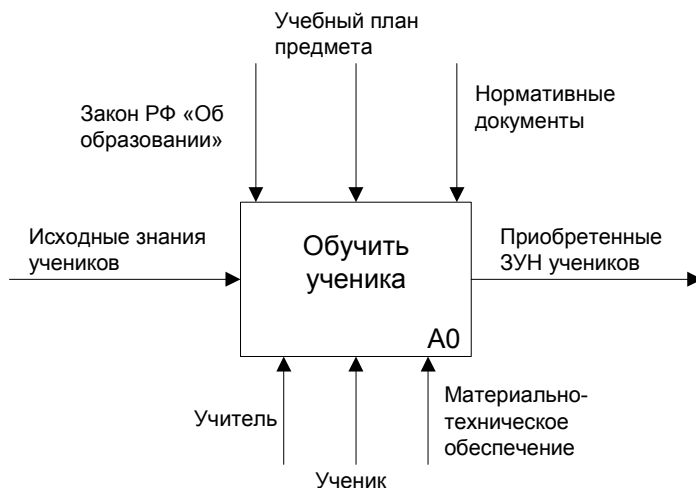 Учебный план
предмета
Закон РФ «Об
образовании»
Нормативные
документы
Исходные знания
учеников
Обучить
ученика
A0
Приобретенные
ЗУН учеников
Учитель
Ученик
Материально-
техническое
обеспечение